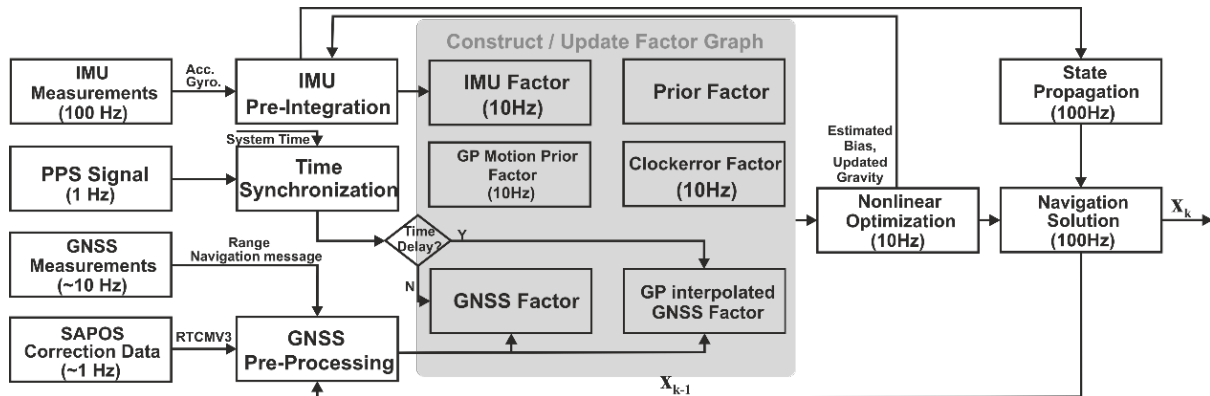 Construct / Update Factor Graph
IMU
Measurements
(100 Hz)
Acc.
Gyro.
IMU
Pre-Integration
IMU Factor
(10Hz)
Prior Factor
State
Propagation
(100Hz)
System Time
PPS Signal
(1 Hz)
Time
Synchronization
GP Motion Prior
Factor
(10Hz)
Clockerror Factor
(10Hz)
Estimated
Bias,
Updated
Gravity
Nonlinear
Optimization
(10Hz)
Navigation
Solution
(100Hz)
Xk
GNSS
Measurements
(~10 Hz)
Range
Navigation message
Time
Delay?
Y
N
GNSS Factor
GP interpolated
GNSS Factor
SAPOS
Correction Data
(~1 Hz)
RTCMV3
GNSS
Pre-Processing
Xk-1